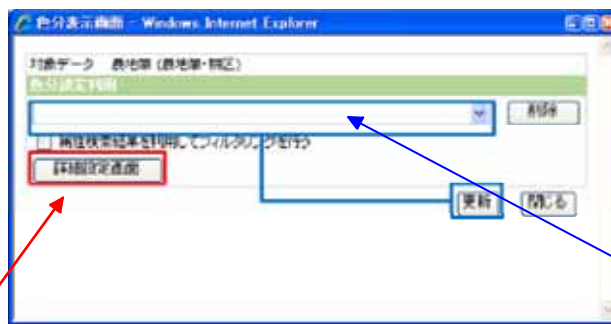 色分表示画面 - Windows Internet Explorer
対象データ 農地筆(農地筆・耕区)
色分設定利用
削除
属性検索結果を利用してフィルタリングを行う
詳細設定画面
更新 閉じる